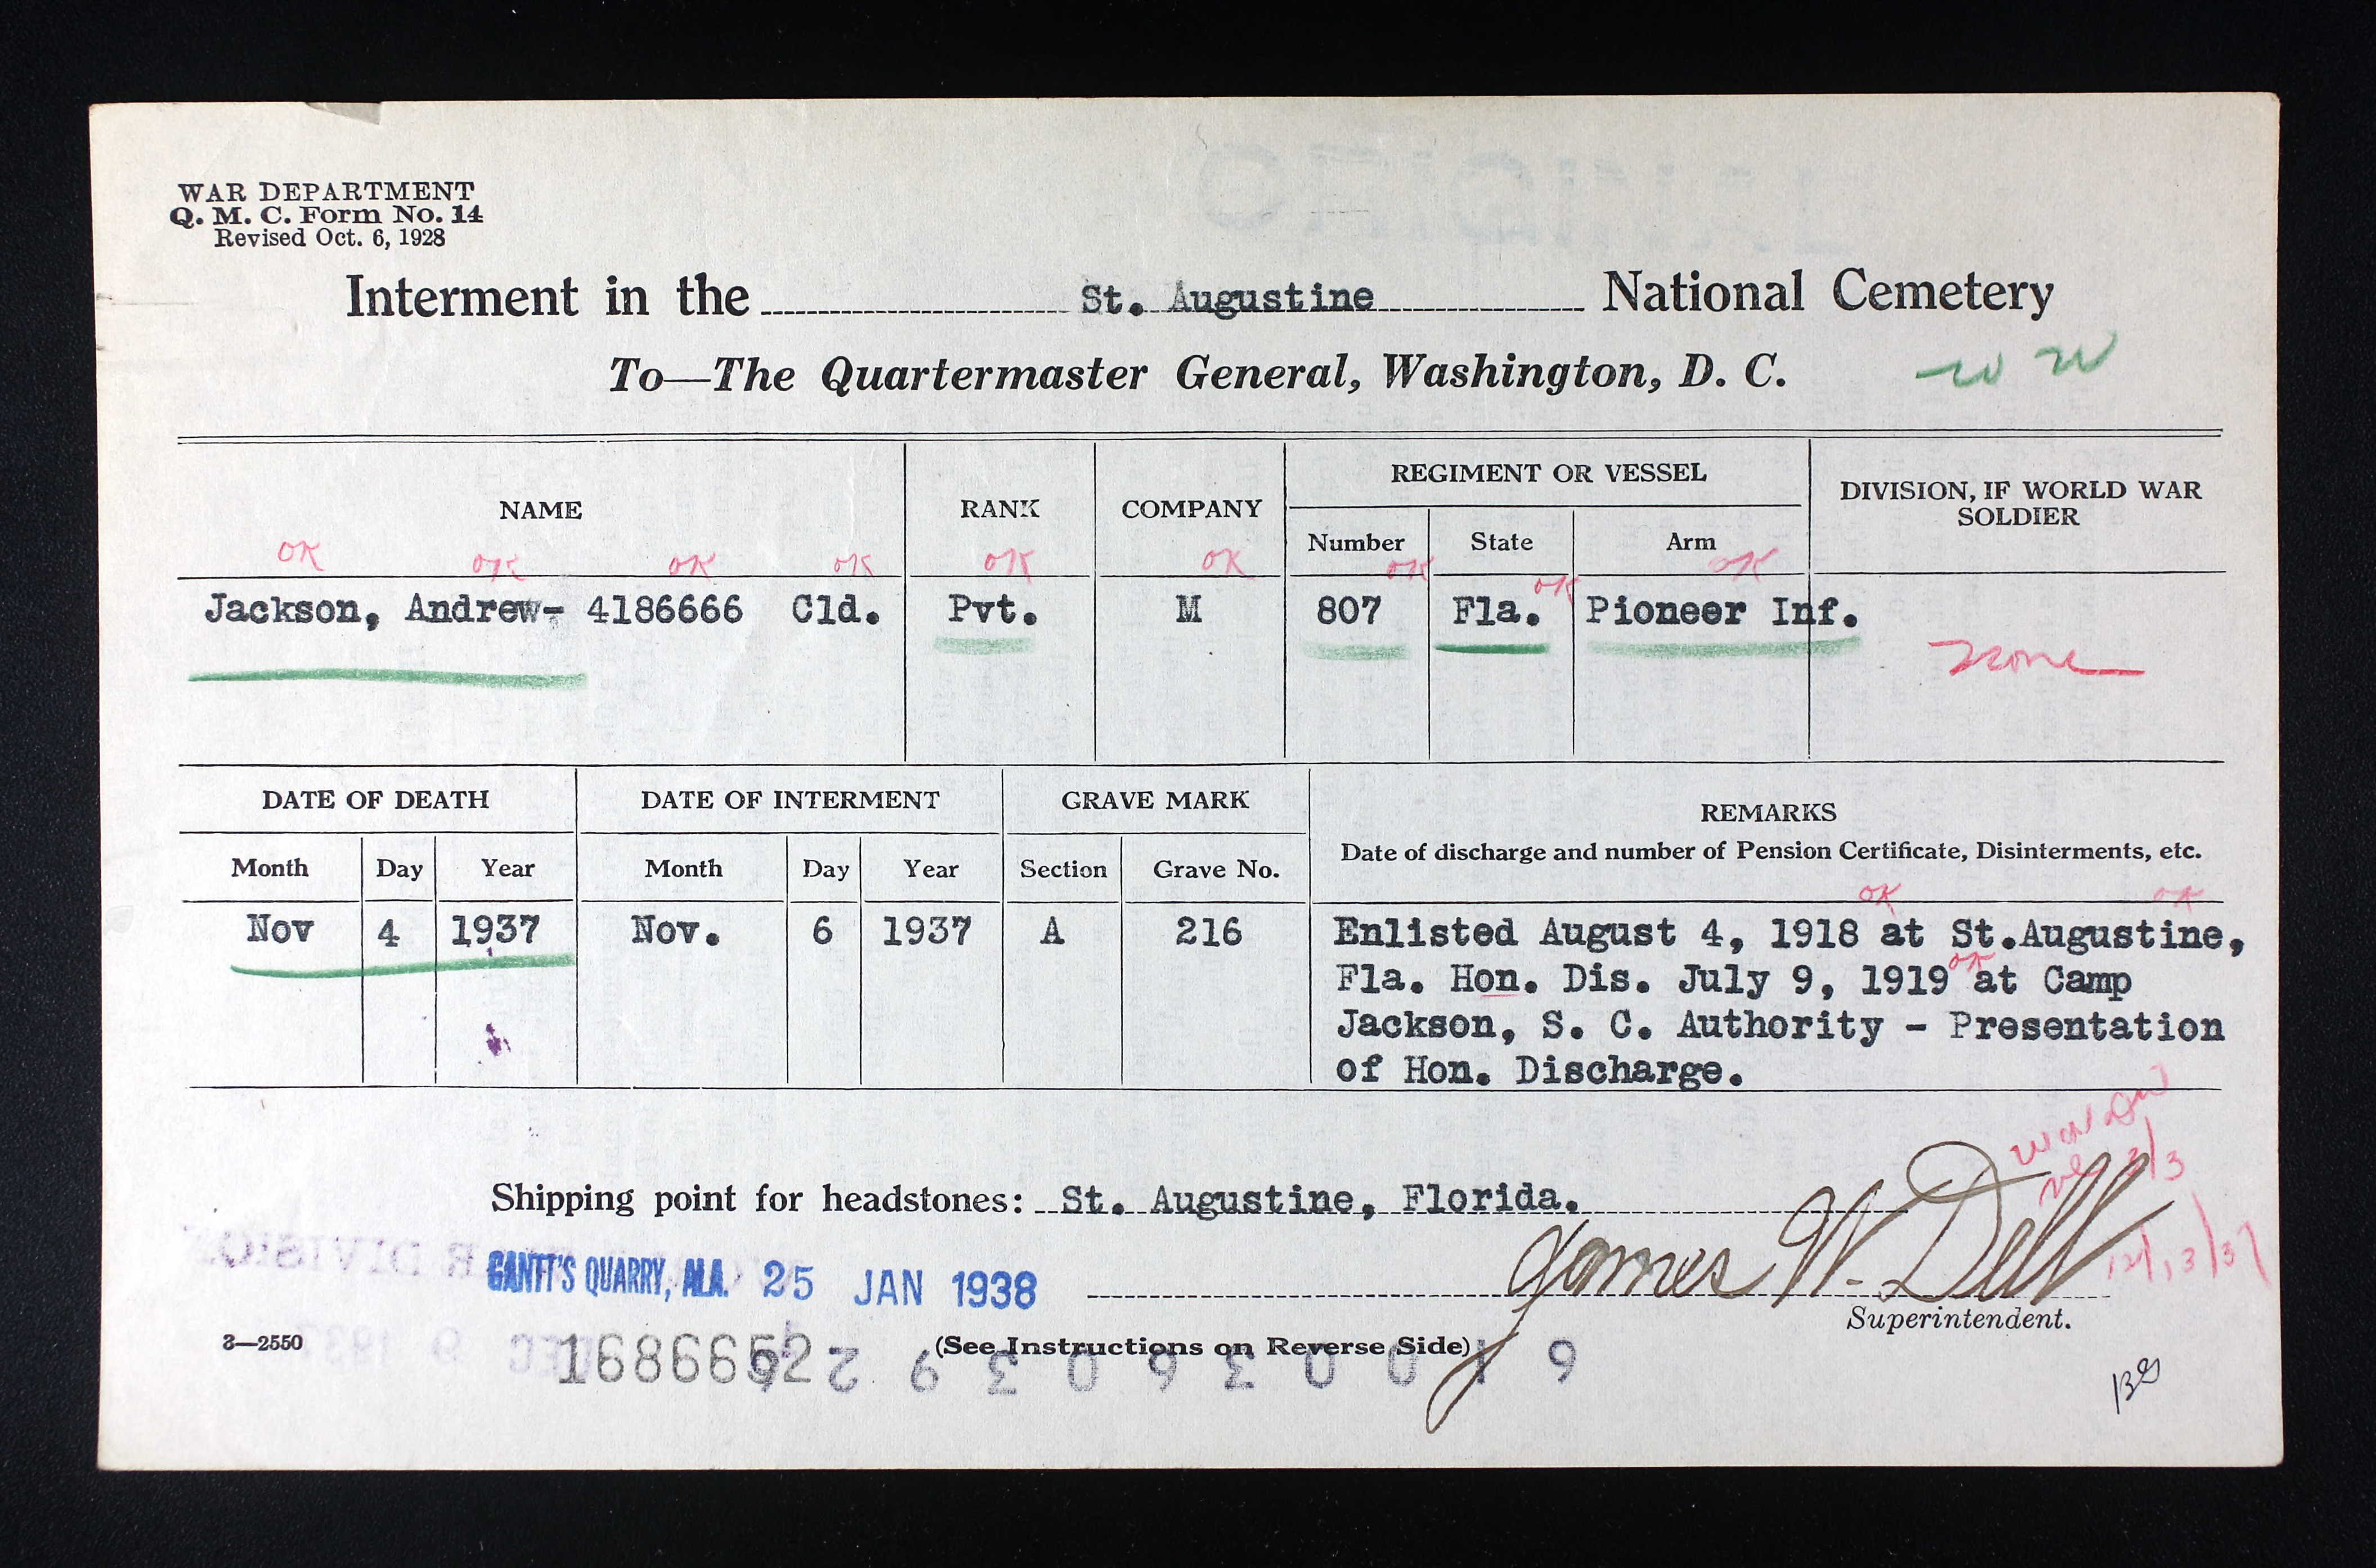 WAR DEPARTMENT
Q. M. C. Form No. 14
Revised Oct. 6, 1928
Interment in the St. Augustine National Cemetery
To—The Quartermaster General, Washington, D. C.
W W
NAME RANK COMPANY REGIMENT OR VESSEL DIVISION, IF WORLD WAR SOLDIER
Number State Arm
OK OK OK OK OK OK OK OK OK
Jackson, Andrew- 4186666 Cld. Pvt. M 807 Fla. Pioneer Inf.
None
DATE OF DEATH DATE OF INTERMENT GRAVE MARK REMARKS
Date of discharge and number of Pension Certificate, Disinterments, etc.
Month Day Year Month Day Year Section Grave No.
OK OK
Nov 4 1937 Nov. 6 1937 A 216
Enlisted August 4, 1918 at St.Augustine,
OK
Fla. Hon. Dis. July 9, 1919 at Camp
Jackson, S. C. Authority - Presentation
of Hon. Discharge.
Shipping point for headstones: St. Augustine, Florida.
12/13/37
GANTT'S QUARRY, ALA. 25 JAN 1938
James W. Dell
Superintendent.
3—2550
(See Instructions on Reverse Side)